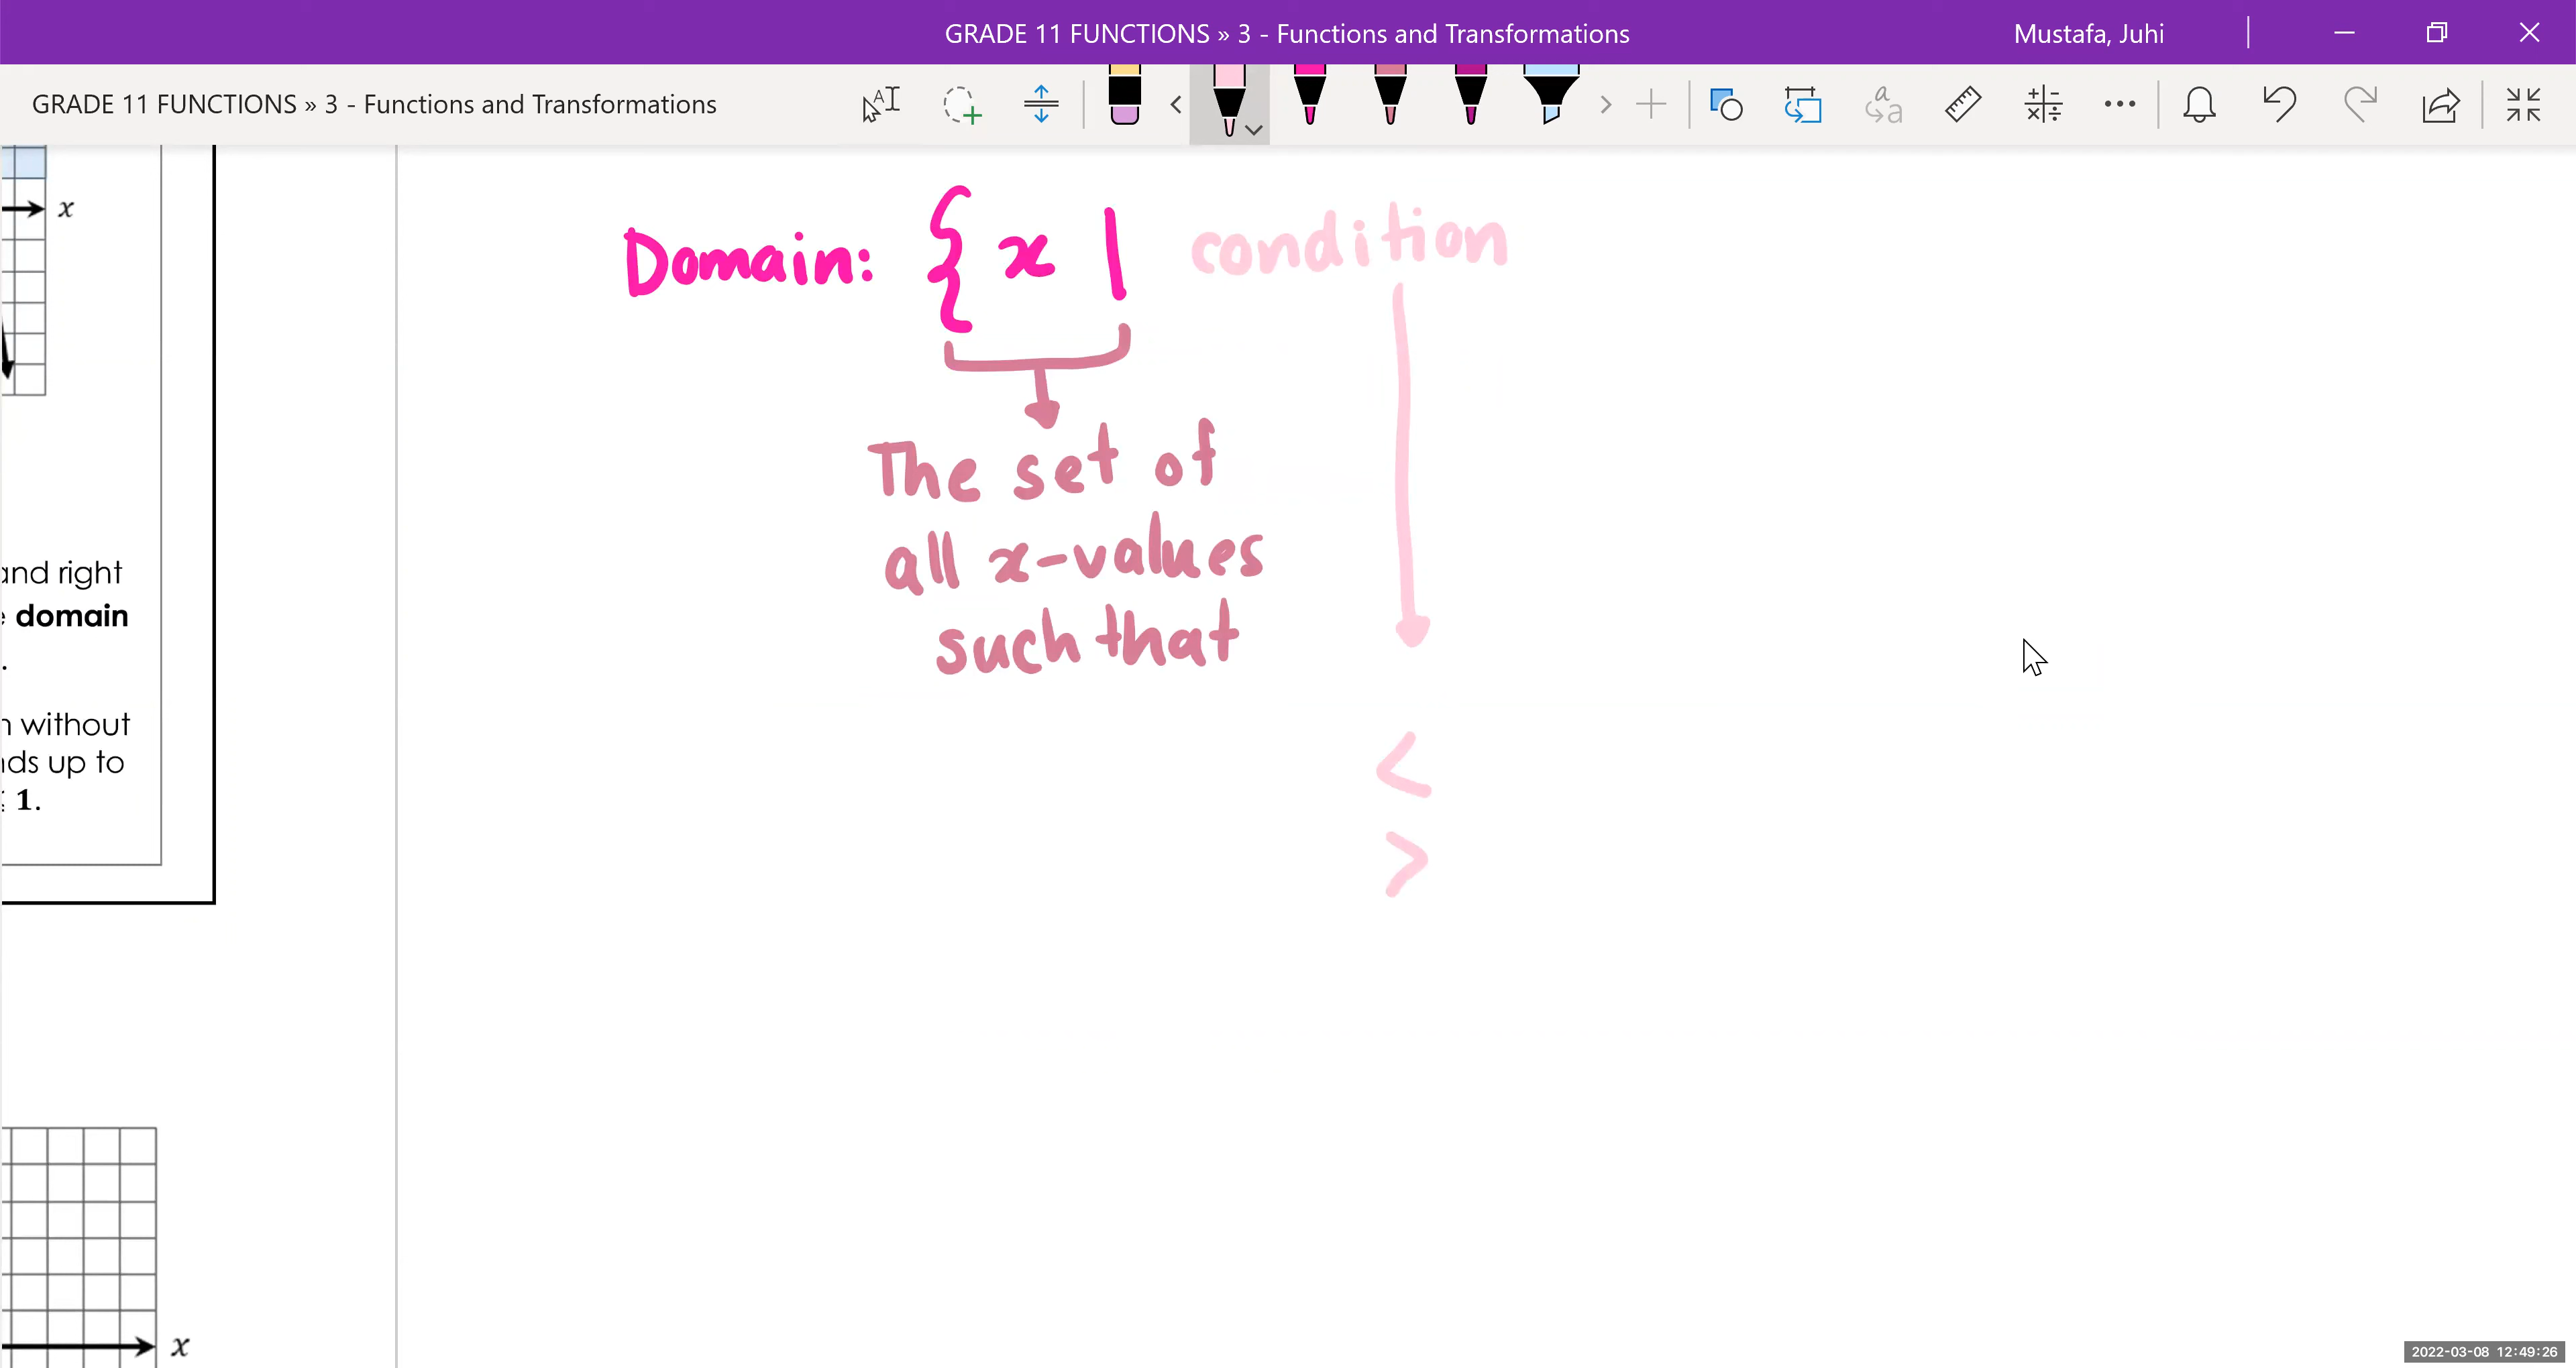 GRADE 11 FUNCTIONS » 3 - Functions and Transformations
Mustafa, Juhi
GRADE 11 FUNCTIONS » 3 - Functions and Transformations
x
Domain: { x | condition
The set of
all x-values
such that
<
>
and right
domain
.
without
up to
1.
x
2022-03-08 12:49:26